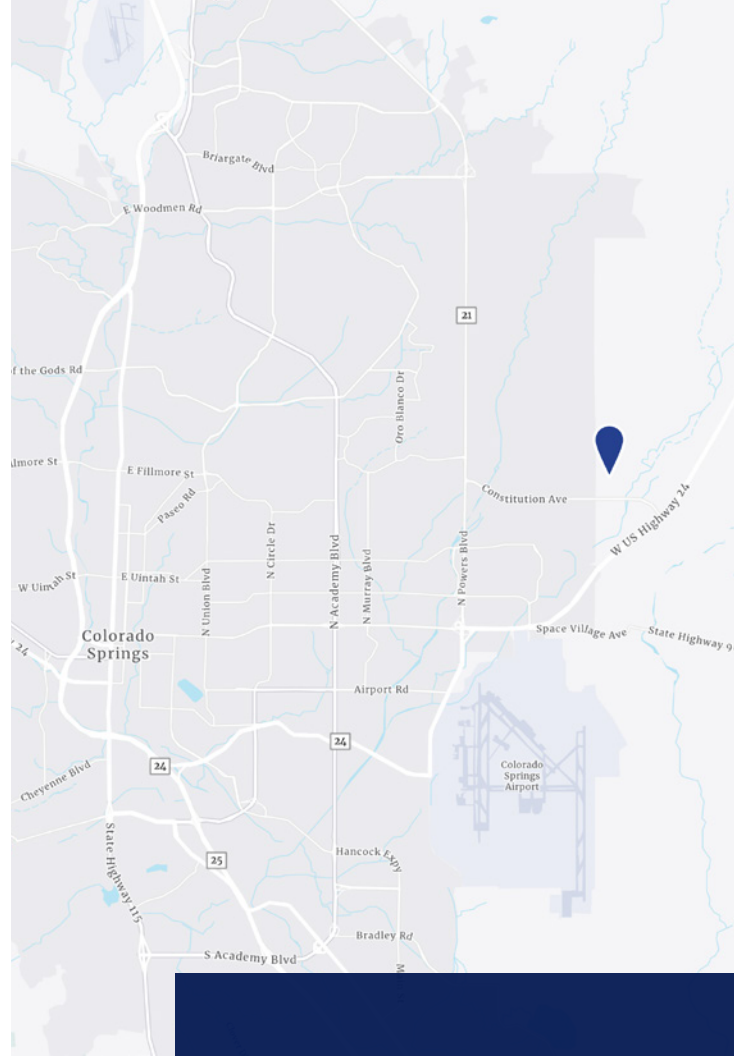 Briargate Blvd
E Woodmen Rd
21
of the Gods Rd
Oro Blanco Dr
lmore St
E Fillmore St
Paseo Rd
Constitution Ave
W US Highway 24
N Circle Dr
N Academy Blvd
N Murray Blvd
N Powers Blvd
W Uintah St
E Uintah St
N Union Blvd
Colorado
Springs
24
Space Village Ave
State Highway 9
Airport Rd
24
24
Colorado
Springs
Airport
Cheyenne Blvd
State Highway 115
25
Hancock Expy
Bradley Rd
S Academy Blvd